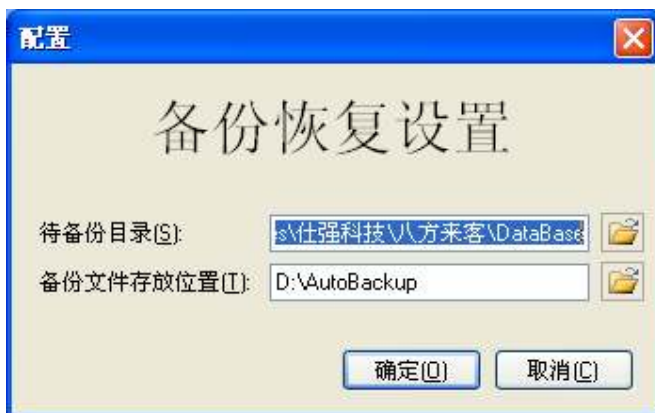 配置
备份恢复设置
待备份目录(S): s\仕强科技\八方来客\DataBase
备份文件存放位置(T): D:\AutoBackup
确定(O) 取消(C)